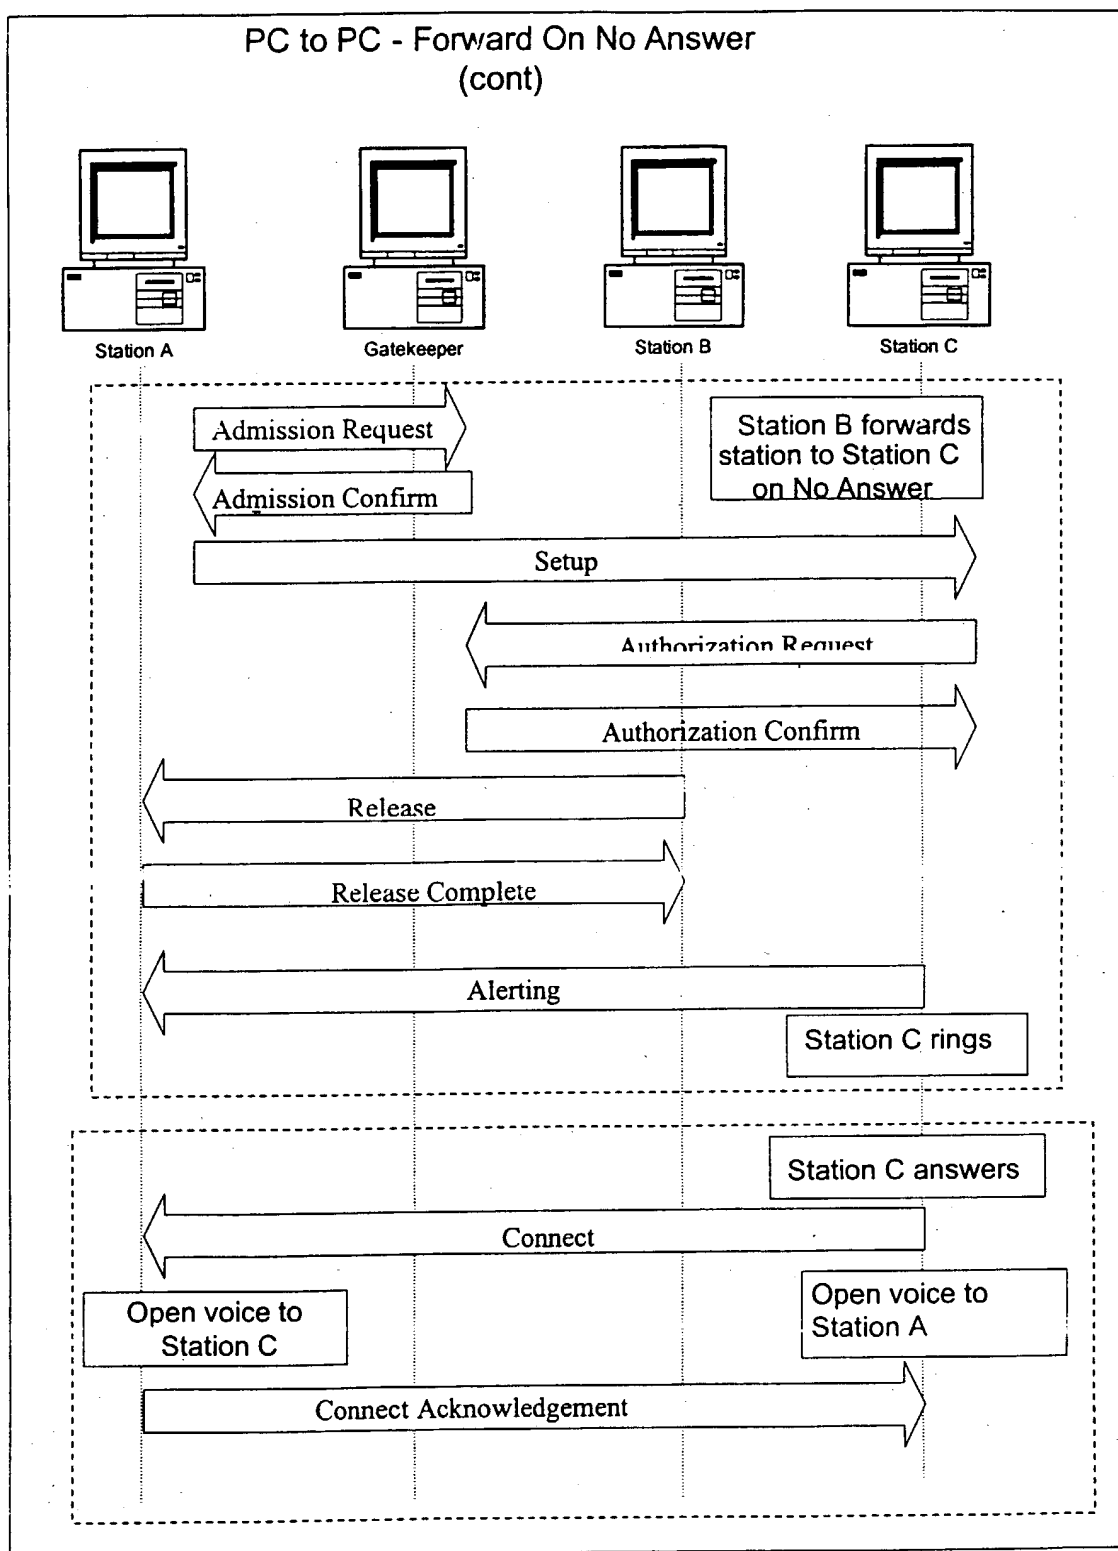 PC to PC - Forward On No Answer
(cont)
Station A
Gatekeeper
Station B
Station C
Admission Request
Station B forwards
station to Station C
on No Answer
Admission Confirm
Setup
Authorization Request
Authorization Confirm
Release
Release Complete
Alerting
Station C rings
Station C answers
Connect
Open voice to
Station C
Open voice to
Station A
Connect Acknowledgement